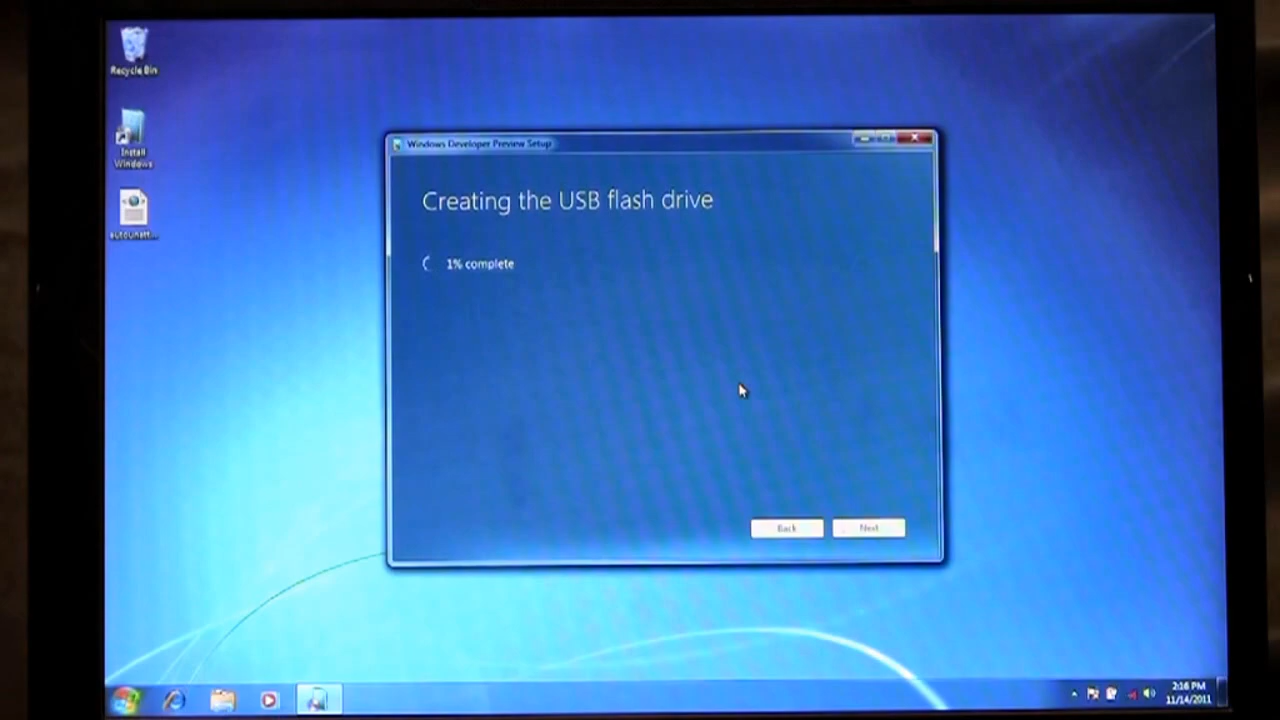 Recycle Bin
Install
Windows
autounatt...
Windows Developer Preview Setup
Creating the USB flash drive
1% complete
Back
Next
2:16 PM
11/14/2011